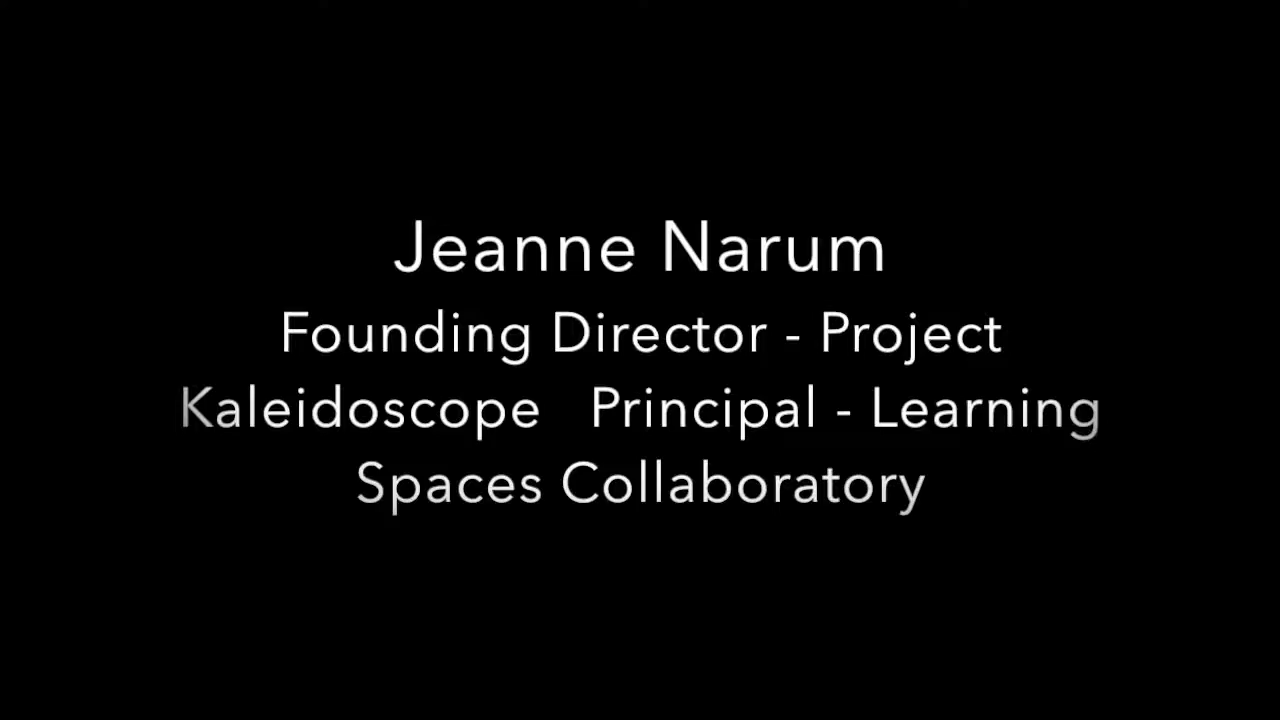 Jeanne Narum
Founding Director - Project
Kaleidoscope Principal - Learning
Spaces Collaboratory